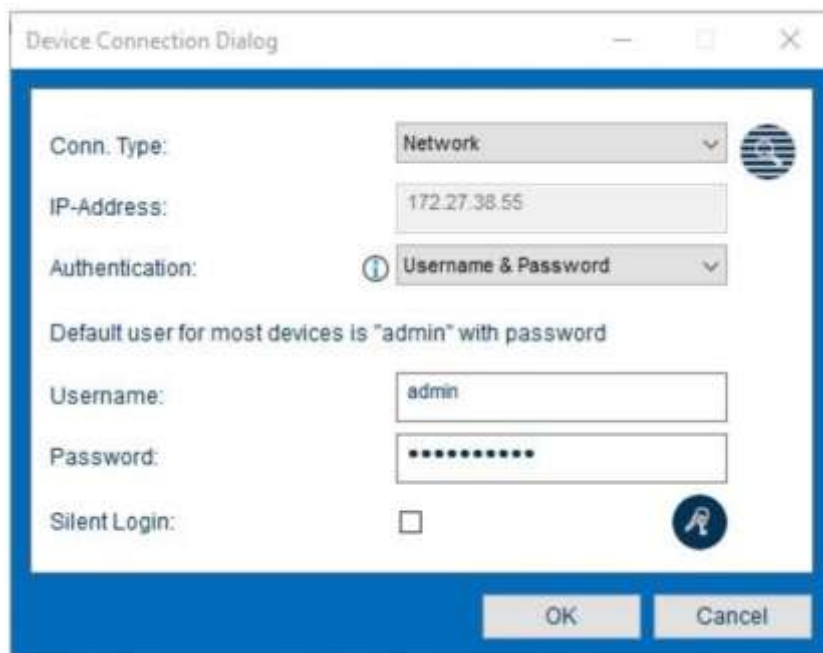 Device Connection Dialog
Conn. Type: Network
IP-Address: 172.27.38.55
Authentication: Username & Password
Default user for most devices is "admin" with password
Username: admin
Password: ••••••••••
Silent Login:
OK Cancel